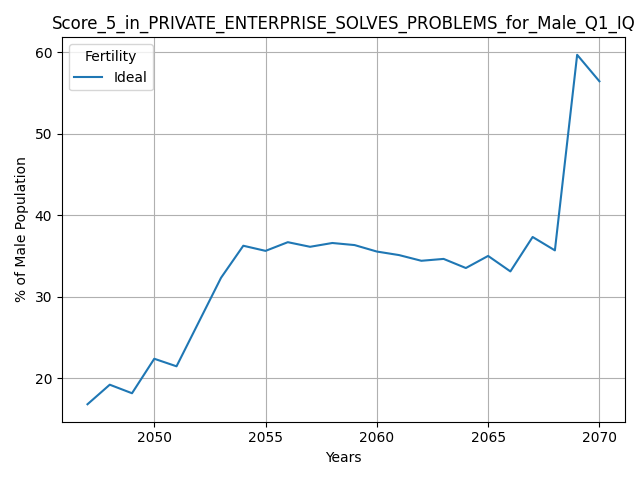 Score_5_in_PRIVATE_ENTERPRISE_SOLVES_PROBLEMS_for_Male_Q1_IQ
Fertility
Ideal
60
50
40
30
20
% of Male Population
2050 2055 2060 2065 2070
Years